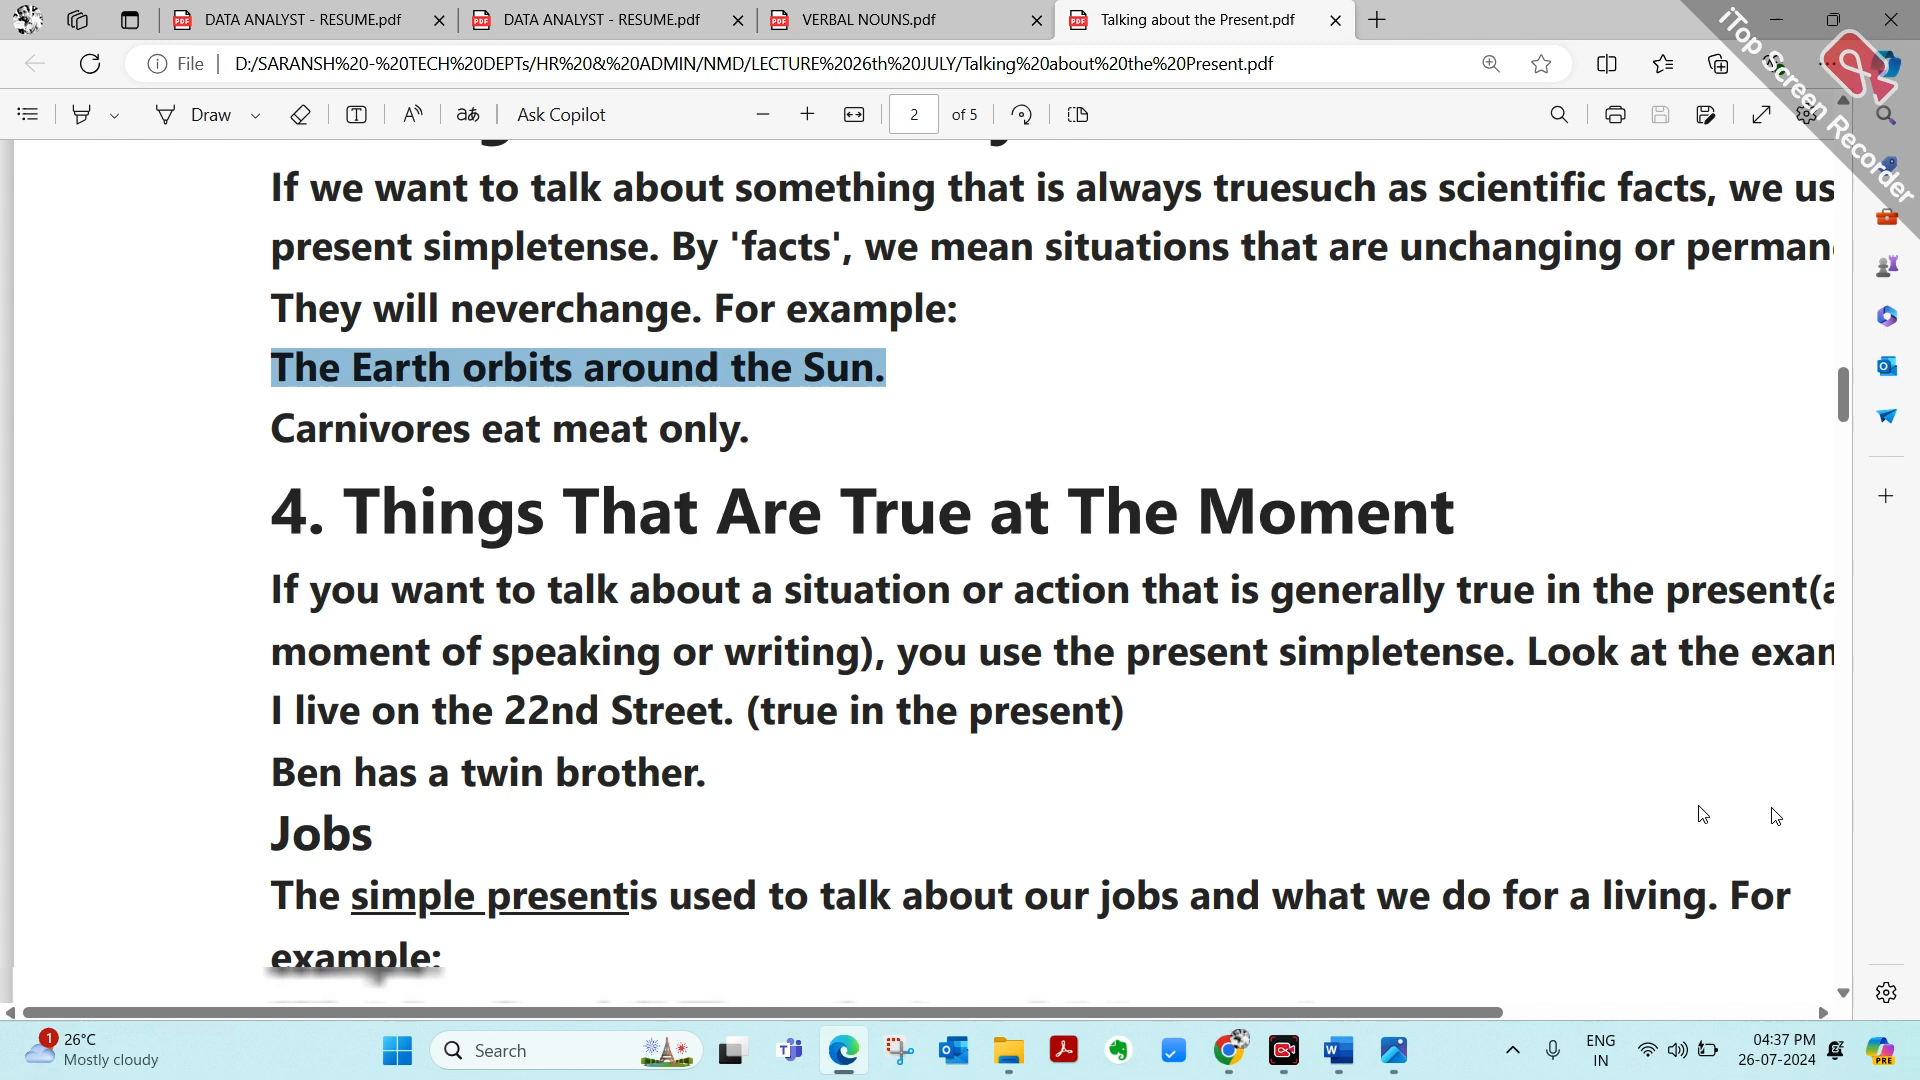 DATA ANALYST - RESUME.pdf
DATA ANALYST - RESUME.pdf
VERBAL NOUNS.pdf
Talking about the Present.pdf
iTop Screen Recorder
File
D:/SARANSH%20-%20TECH%20DEPTs/HR%20&%20ADMIN/NMD/LECTURE%2026th%20JULY/Talking%20about%20the%20Present.pdf
Draw
Ask Copilot
2 of 5
If we want to talk about something that is always truesuch as scientific facts, we us
present simpletense. By 'facts', we mean situations that are unchanging or perman
They will neverchange. For example:
The Earth orbits around the Sun.
Carnivores eat meat only.
4. Things That Are True at The Moment
If you want to talk about a situation or action that is generally true in the present(a
moment of speaking or writing), you use the present simpletense. Look at the exan
I live on the 22nd Street. (true in the present)
Ben has a twin brother.
Jobs
The simple presentis used to talk about our jobs and what we do for a living. For
example:
1
26°C
Mostly cloudy
Search
ENG
IN
04:37 PM
26-07-2024
PRE